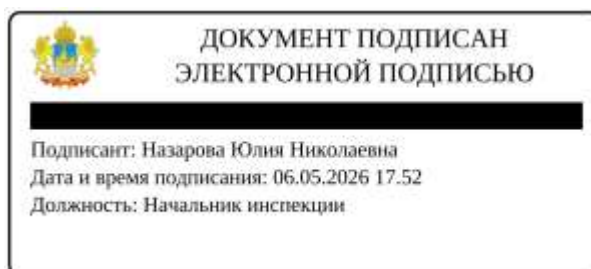 ДОКУМЕНТ ПОДПИСАН
ЭЛЕКТРОННОЙ ПОДПИСЬЮ
Подписант: Назарова Юлия Николаевна
Дата и время подписания: 06.05.2026 17.52
Должность: Начальник инспекции